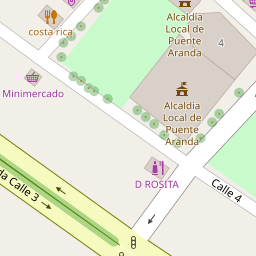 Alcaldía
Local de
Puente
Aranda
4
costa rica
Minimercado
Alcaldía
Local de
Puente
Aranda
D ROSITA
Calle 4
da Calle 3